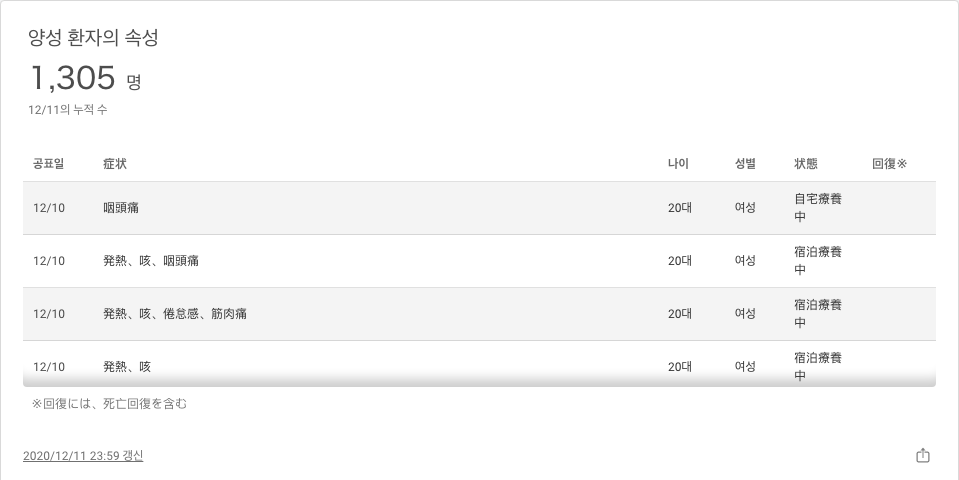 양성 환자의 속성
1,305 명
12/11의 누적 수
공표일 症状 나이 성별 状態 回復※
12/10 咽頭痛 20대 여성 自宅療養中
12/10 発熱、咳、咽頭痛 20대 여성 宿泊療養中
12/10 発熱、咳、倦怠感、筋肉痛 20대 여성 宿泊療養中
12/10 発熱、咳 20대 여성 宿泊療養中
※回復には、死亡回復を含む
2020/12/11 23:59 갱신